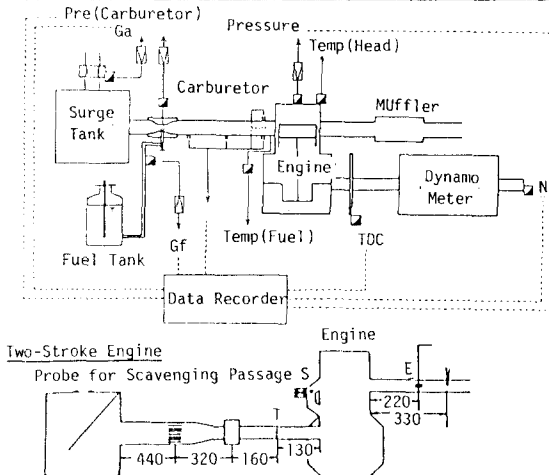 Pre(Carburetor)
Ga
Pressure
Temp(Head)
Carburetor
MUffler
Surge
Tank
Engine
Dynamo
Meter
N
Fuel Tank
Gf
Temp(Fuel)
TDC
Data Recorder
Engine
Two-Stroke Engine
Probe for Scavenging Passage S
E
T
220
330
440
320
160
130